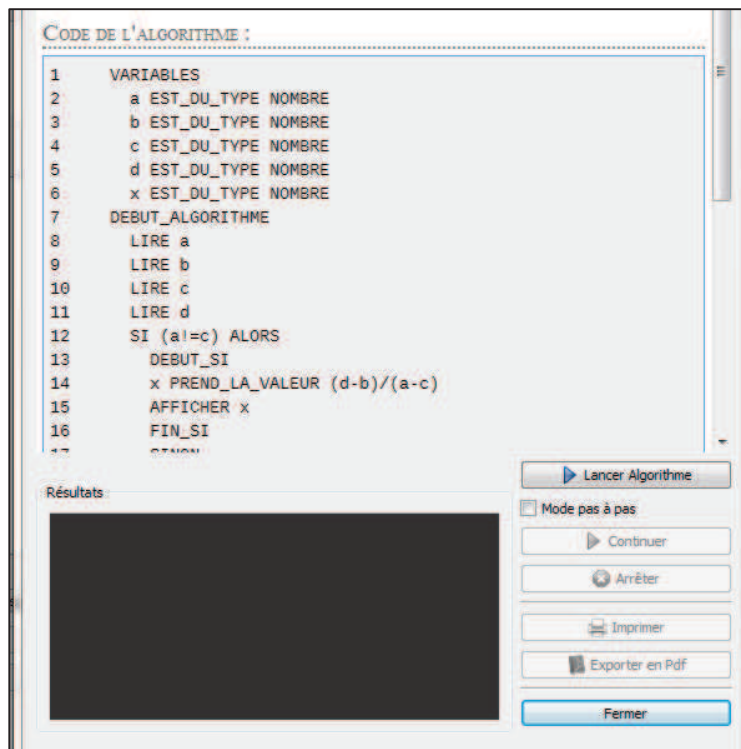 CODE DE L'ALGORITHME :
1 VARIABLES
2 a EST_DU_TYPE NOMBRE
3 b EST_DU_TYPE NOMBRE
4 c EST_DU_TYPE NOMBRE
5 d EST_DU_TYPE NOMBRE
6 x EST_DU_TYPE NOMBRE
7 DEBUT_ALGORITHME
8 LIRE a
9 LIRE b
10 LIRE c
11 LIRE d
12 SI (a!=c) ALORS
13 DEBUT_SI
14 x PREND_LA_VALEUR (d-b)/(a-c)
15 AFFICHER x
16 FIN_SI
17 SINON
Lancer Algorithme
Résultats
Mode pas à pas
Continuer
Arrêter
Imprimer
Exporter en Pdf
Fermer